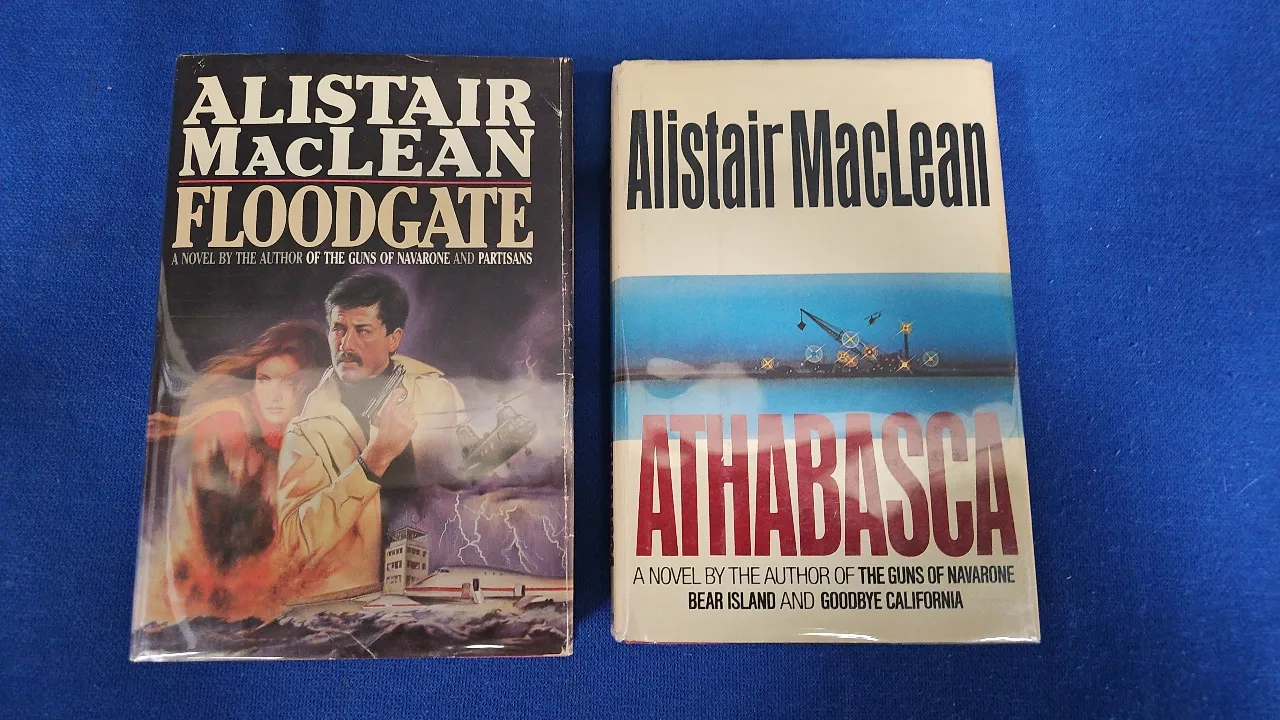 ALISTAIR
MACLEAN
FLOODGATE
A NOVEL BY THE AUTHOR OF THE GUNS OF NAVARONE AND PARTISANS
Alistair MacLean
ATHABASCA
A NOVEL BY THE AUTHOR OF THE GUNS OF NAVARONE
BEAR ISLAND AND GOODBYE CALIFORNIA